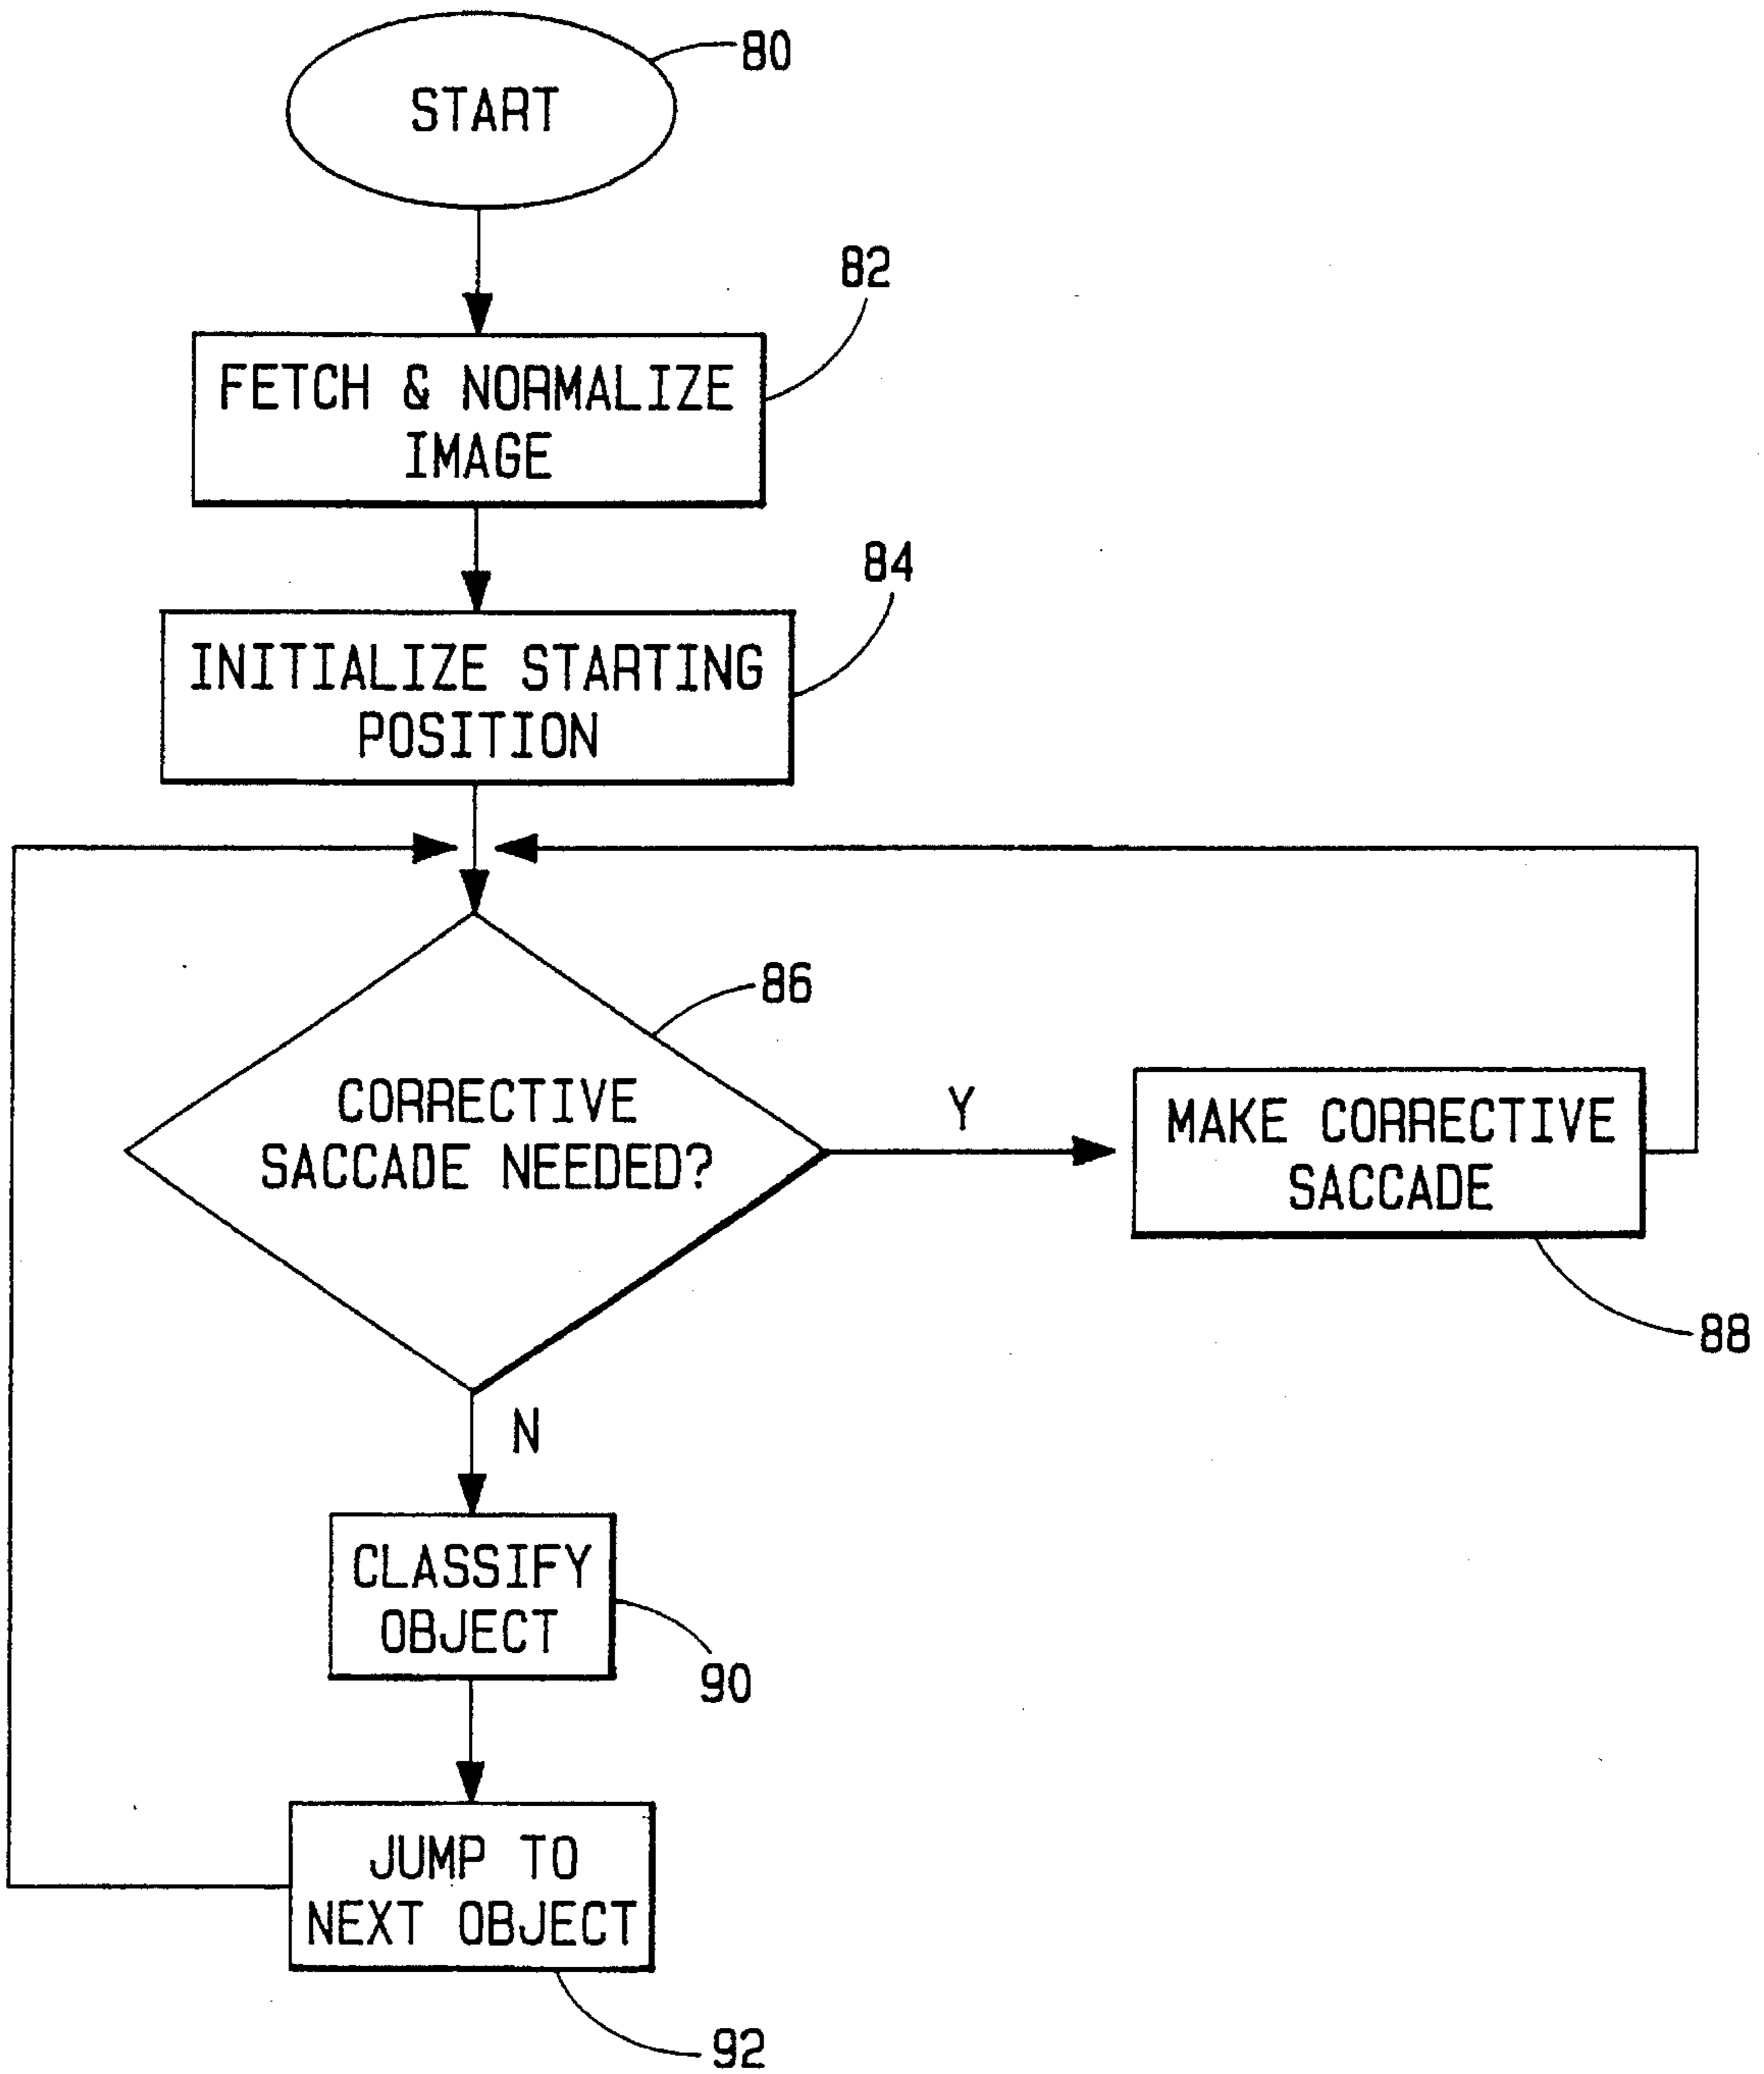 80
START
82
FETCH & NORMALIZE
IMAGE
84
INITIALIZE STARTING
POSITION
86
CORRECTIVE
SACCADE NEEDED?
Y
MAKE CORRECTIVE
SACCADE
88
N
CLASSIFY
OBJECT
90
JUMP TO
NEXT OBJECT
92